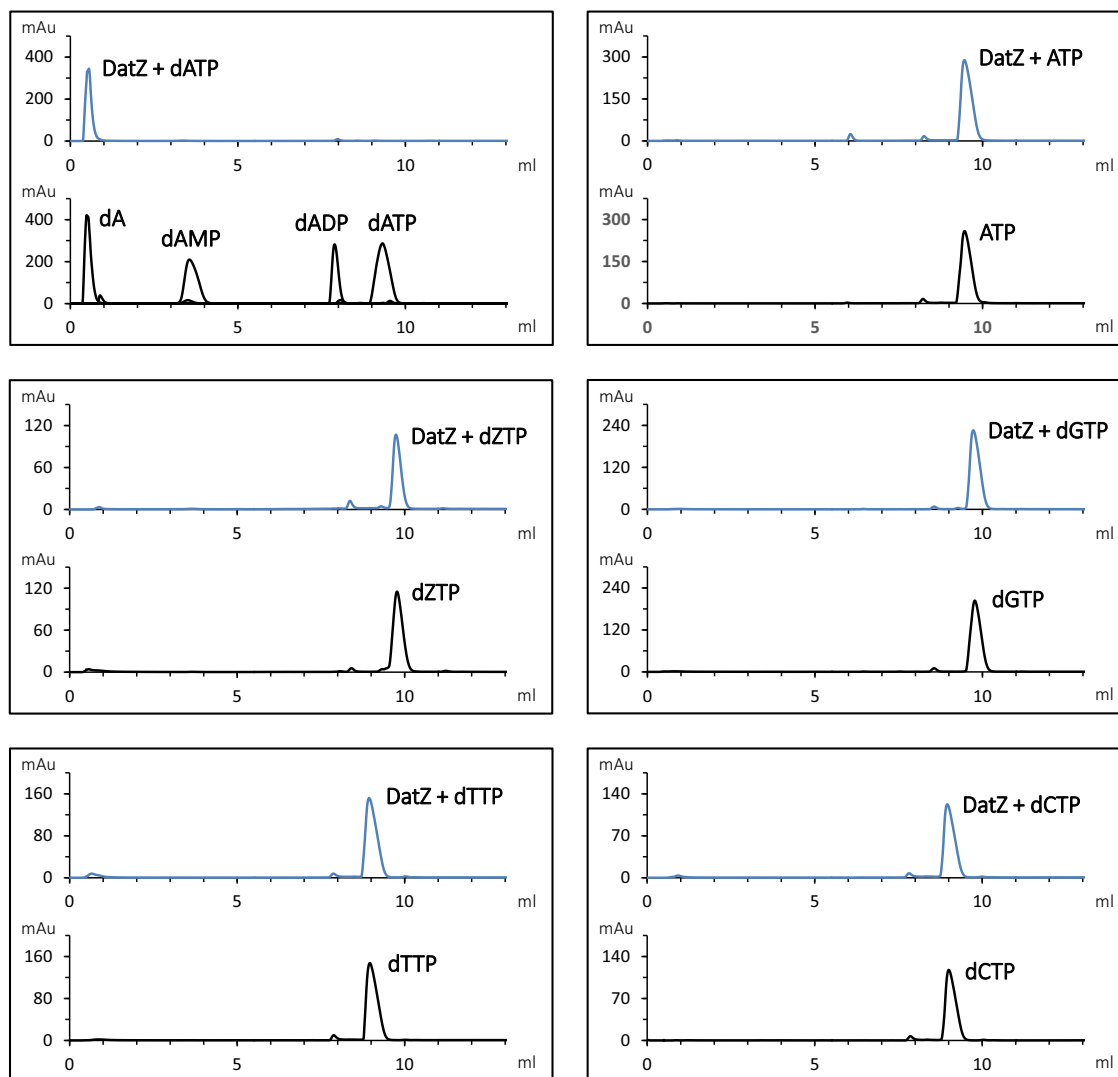 mAu
400
DatZ + dATP
200
0
0 5 10 ml
mAu
400
dA dAMP dADP dATP
200
0
0 5 10 ml
mAu
300
DatZ + ATP
150
0
0 5 10 ml
mAu
300
ATP
150
0
0 5 10 ml
mAu
120
DatZ + dZTP
60
0
0 5 10 ml
mAu
120
dZTP
60
0
0 5 10 ml
mAu
240
DatZ + dGTP
120
0
0 5 10 ml
mAu
240
dGTP
120
0
0 5 10 ml
mAu
160
DatZ + dTTP
80
0
0 5 10 ml
mAu
160
dTTP
80
0
0 5 10 ml
mAu
140
DatZ + dCTP
70
0
0 5 10 ml
mAu
140
dCTP
70
0
0 5 10 ml